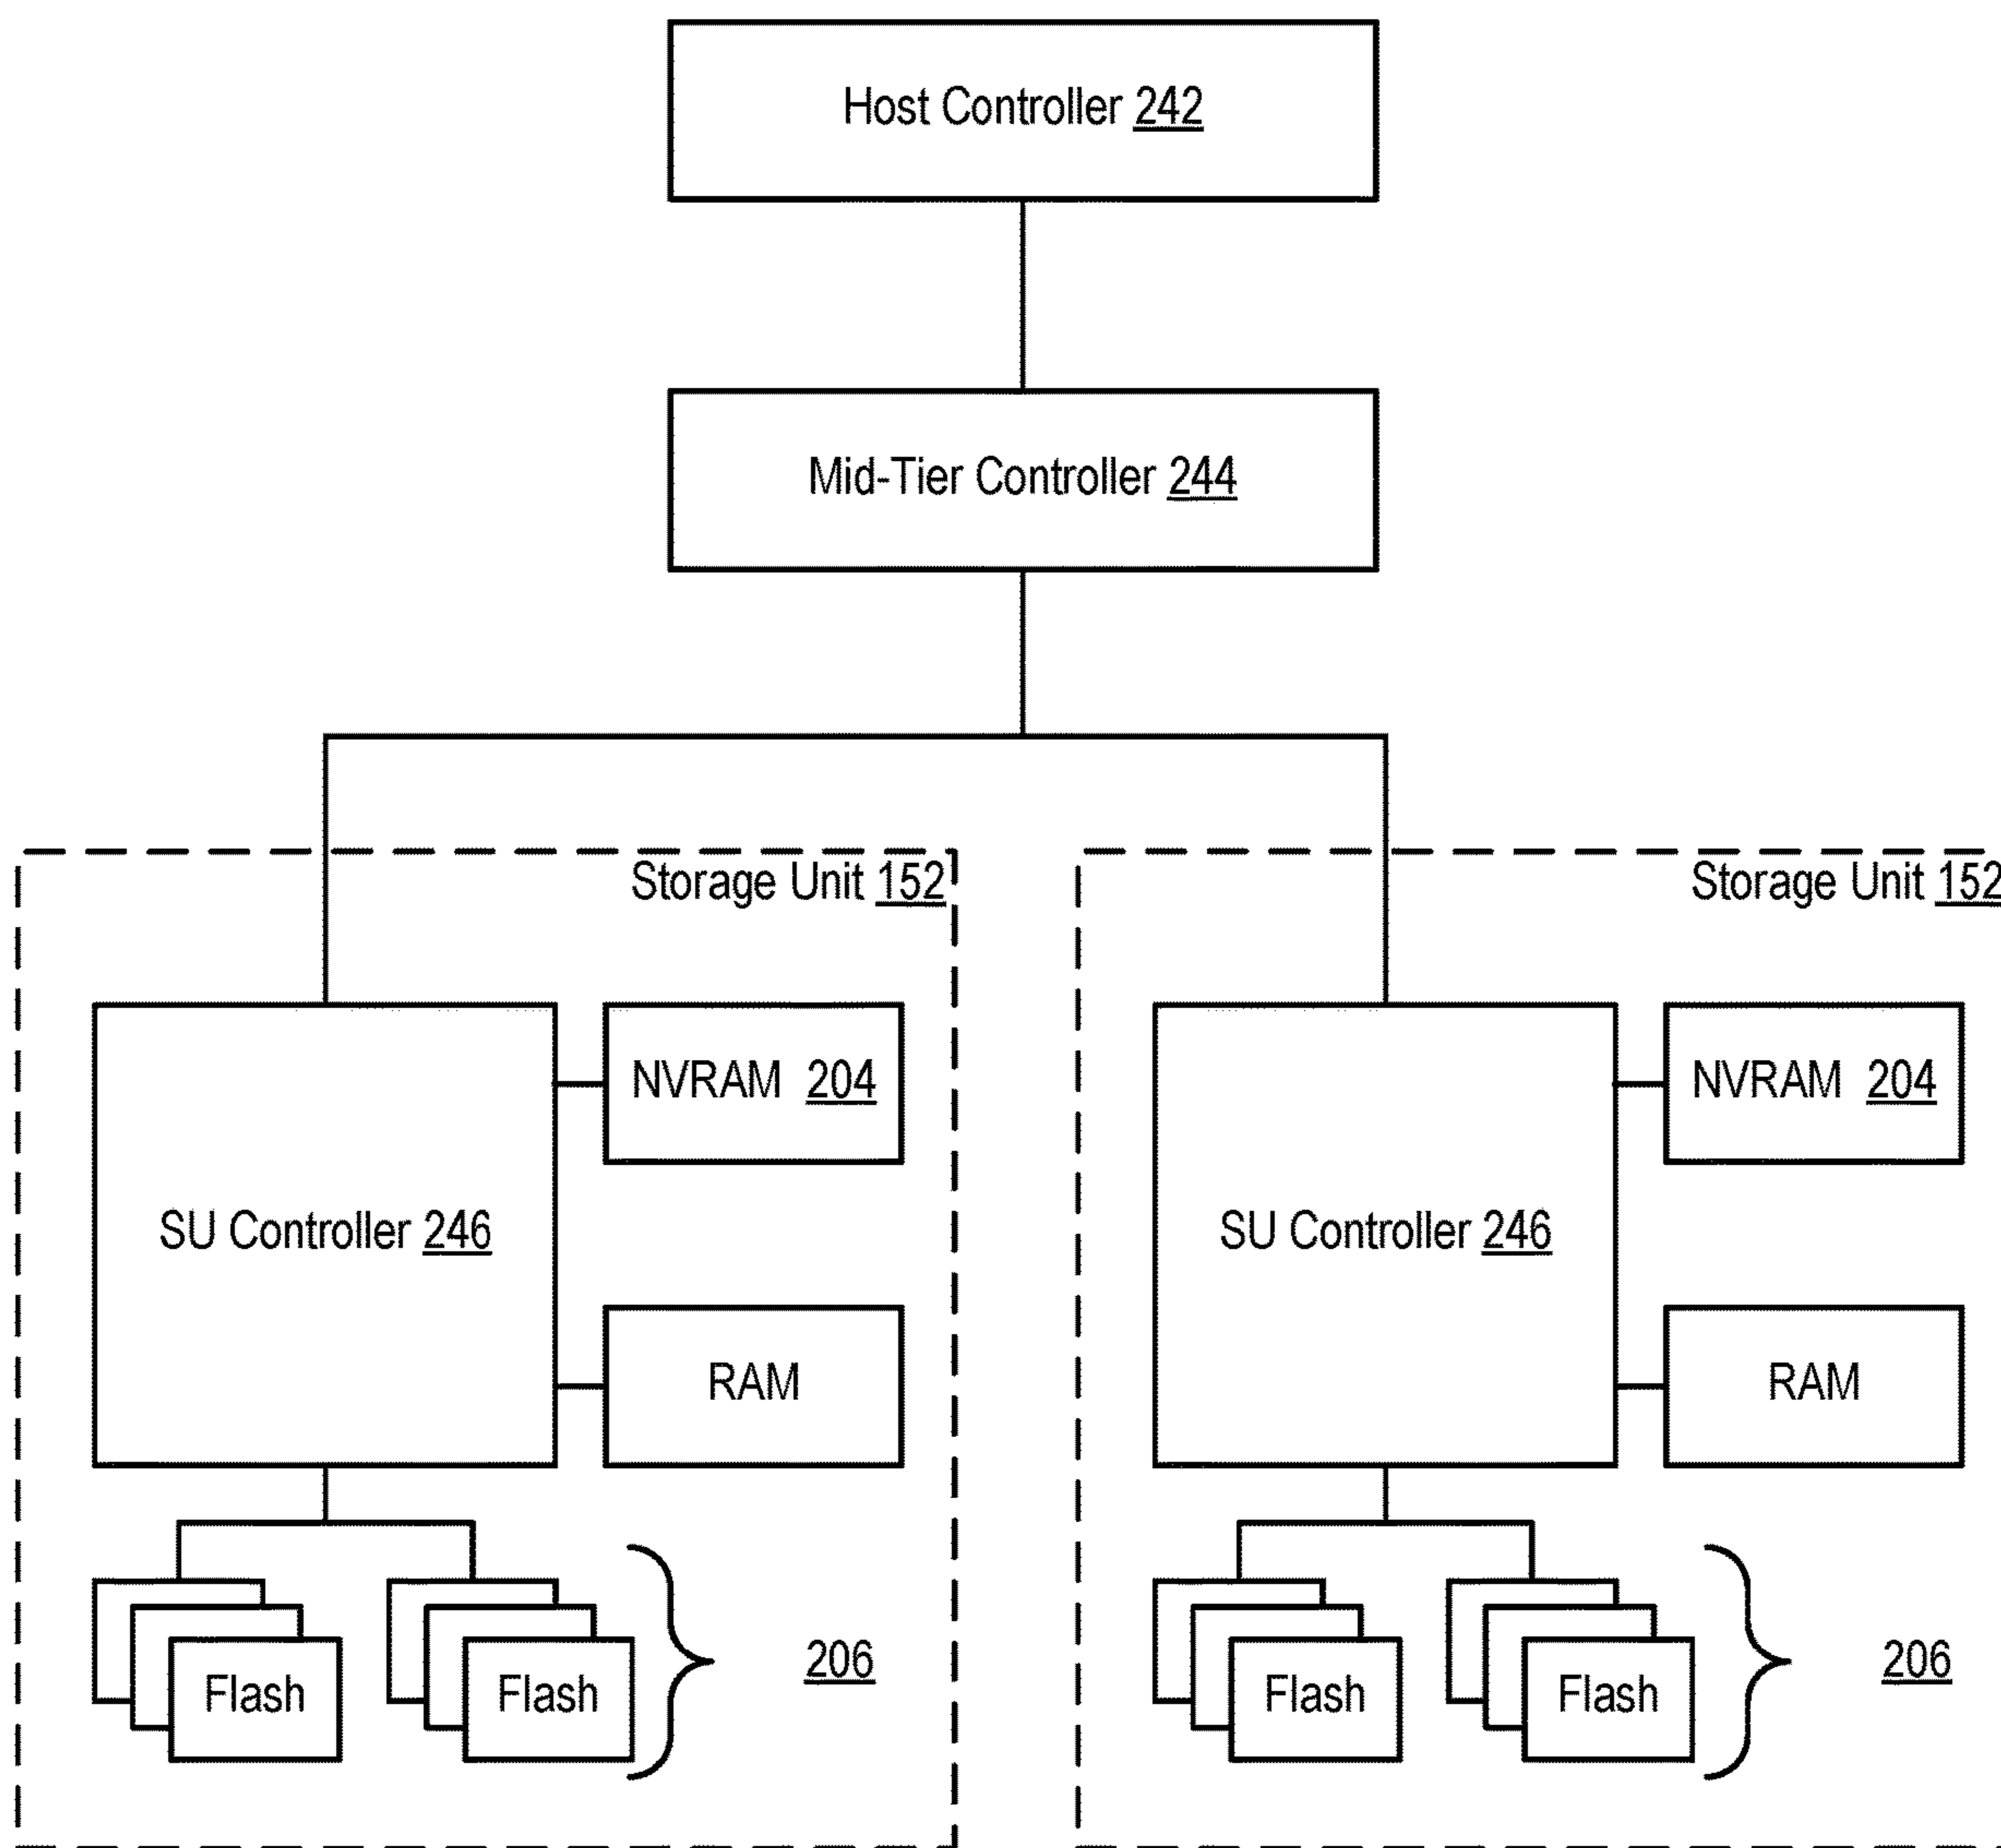 Host Controller 242
Mid-Tier Controller 244
Storage Unit 152
Storage Unit 152
NVRAM 204
NVRAM 204
SU Controller 246
SU Controller 246
RAM
RAM
206
206
Flash
Flash
Flash
Flash